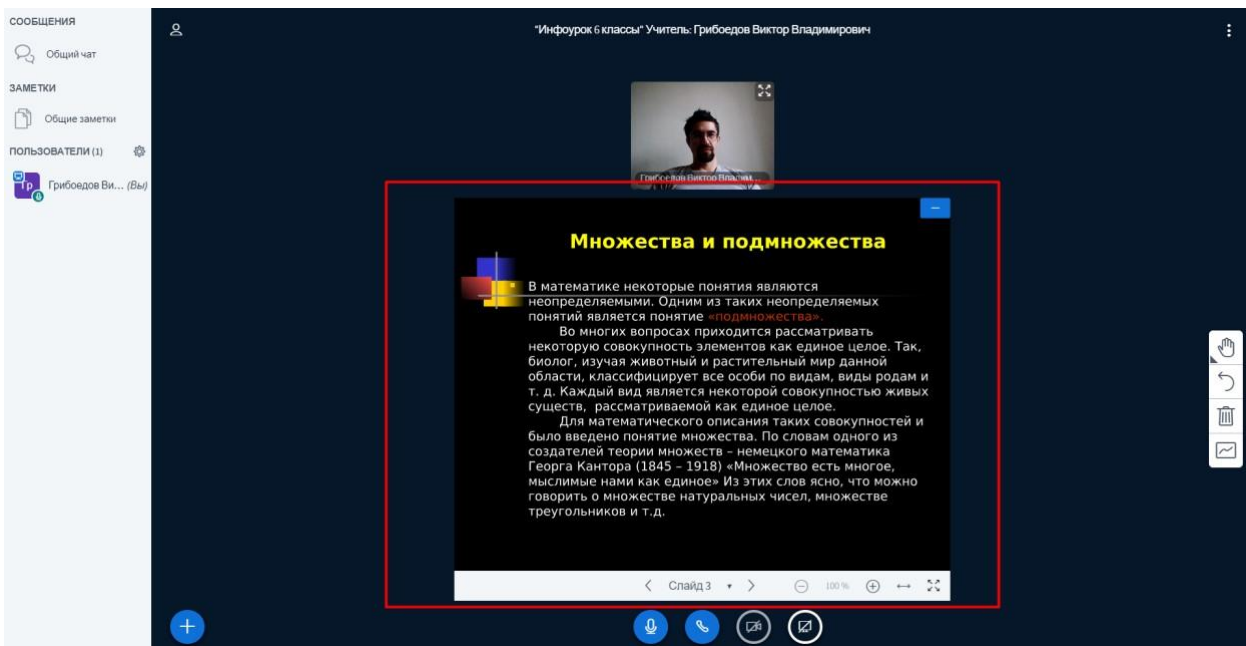 СООБЩЕНИЯ
Общий чат
ЗАМЕТКИ
Общие заметки
ПОЛЬЗОВАТЕЛИ (1)
Гр
Грибоедов Ви... (Вы)
"Инфоурок 6 классы" Учитель: Грибоедов Виктор Владимирович
Грибоедов Виктор Владим...
Множества и подмножества
В математике некоторые понятия являются
неопределяемыми. Одним из таких неопределяемых
понятий является понятие «подмножества».
Во многих вопросах приходится рассматривать
некоторую совокупность элементов как единое целое. Так,
биолог, изучая животный и растительный мир данной
области, классифицирует все особи по видам, виды родам и
т. д. Каждый вид является некоторой совокупностью живых
существ, рассматриваемой как единое целое.
Для математического описания таких совокупностей и
было введено понятие множества. По словам одного из
создателей теории множеств – немецкого математика
Георга Кантора (1845 – 1918) «Множество есть многое,
мыслимые нами как единое» Из этих слов ясно, что можно
говорить о множестве натуральных чисел, множестве
треугольников и т.д.
Слайд 3
100 %